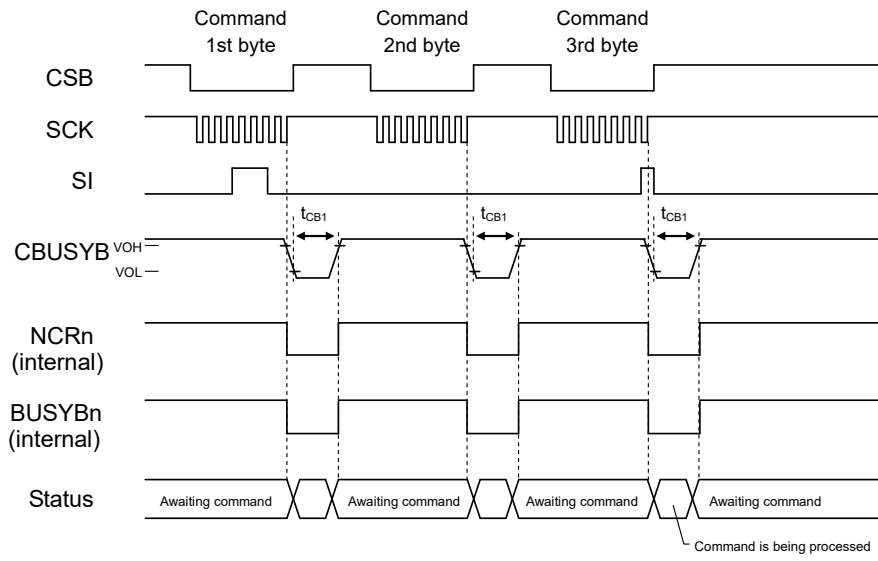 Command
1st byte
Command
2nd byte
Command
3rd byte
CSB
SCK
SI
tCB1
tCB1
tCB1
CBUSYB
VOH
VOL
NCRn
(internal)
BUSYBn
(internal)
Status
Awaiting command
Awaiting command
Awaiting command
Awaiting command
Command is being processed